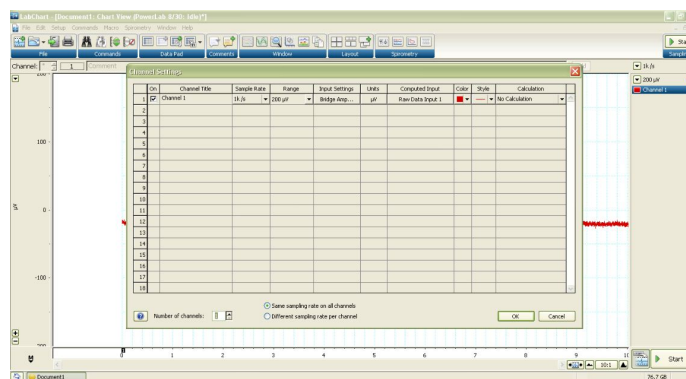 LabChart - [Document1: Chart View (PowerLab 8/30; Idle)*]
File Edit Setup Commands Macro Spirometry Window Help
File Commands Data Pad Comments Window Layout Spirometry Sampling
Channel: 1 Comment
1k /s
200 µV
Channel 1
Channel Settings
On Channel Title Sample Rate Range Input Settings Units Computed Input Color Style Calculation
1 Channel 1 1k /s 200 µV Bridge Amp... µV Raw Data Input 1 No Calculation
2
3
4
5
6
7
8
9
10
11
12
13
14
15
16
17
18
Same sampling rate on all channels
Number of channels:
Different sampling rate per channel
OK Cancel
100
µV
0
-100
0 1 2 3 4 5 6 7 8 9 10
10:1
Start
Document1
76.7 GB